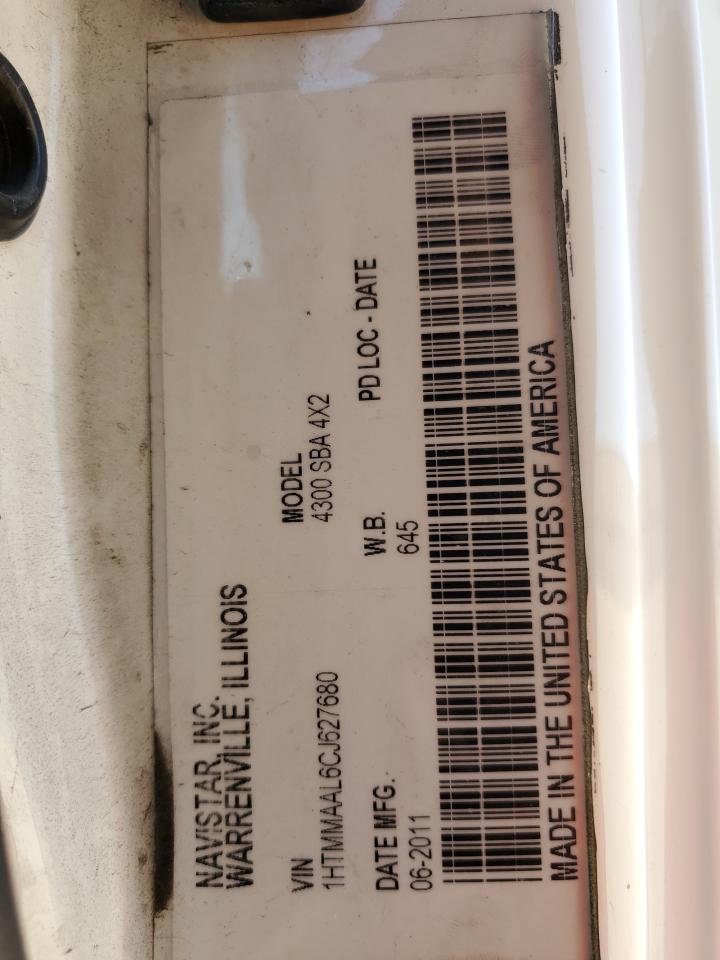 NAVISTAR, INC.
WARRENVILLE, ILLINOIS
VIN
1HTMMAAL6CJ627680
MODEL
4300 SBA 4X2
DATE MFG.
06-2011
W.B.
645
PD LOC - DATE
MADE IN THE UNITED STATES OF AMERICA